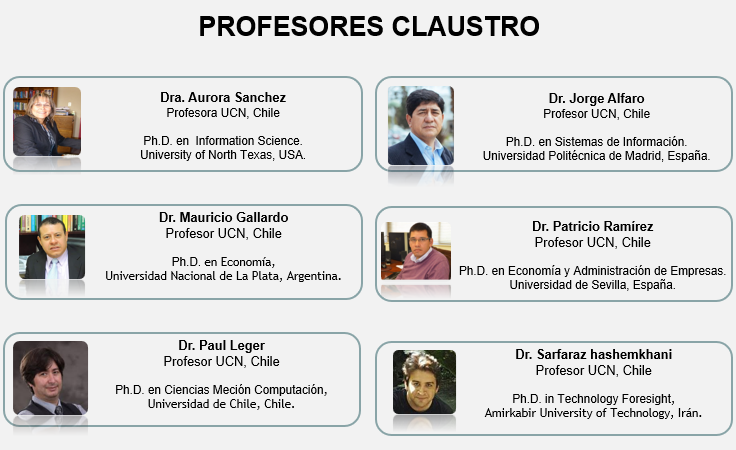 PROFESORES CLAUSTRO
Dra. Aurora Sanchez
Profesora UCN, Chile
Ph.D. en Information Science.
University of North Texas, USA.
Dr. Jorge Alfaro
Profesor UCN, Chile
Ph.D. en Sistemas de Información.
Universidad Politécnica de Madrid, España.
Dr. Mauricio Gallardo
Profesor UCN, Chile
Ph.D. en Economía,
Universidad Nacional de La Plata, Argentina.
Dr. Patricio Ramírez
Profesor UCN, Chile
Ph.D. en Economía y Administración de Empresas.
Universidad de Sevilla, España.
Dr. Paul Leger
Profesor UCN, Chile
Ph.D. en Ciencias Meción Computación,
Universidad de Chile, Chile.
Dr. Sarfaraz hashemkhani
Profesor UCN, Chile
Ph.D. in Technology Foresight,
Amirkabir University of Technology, Irán.